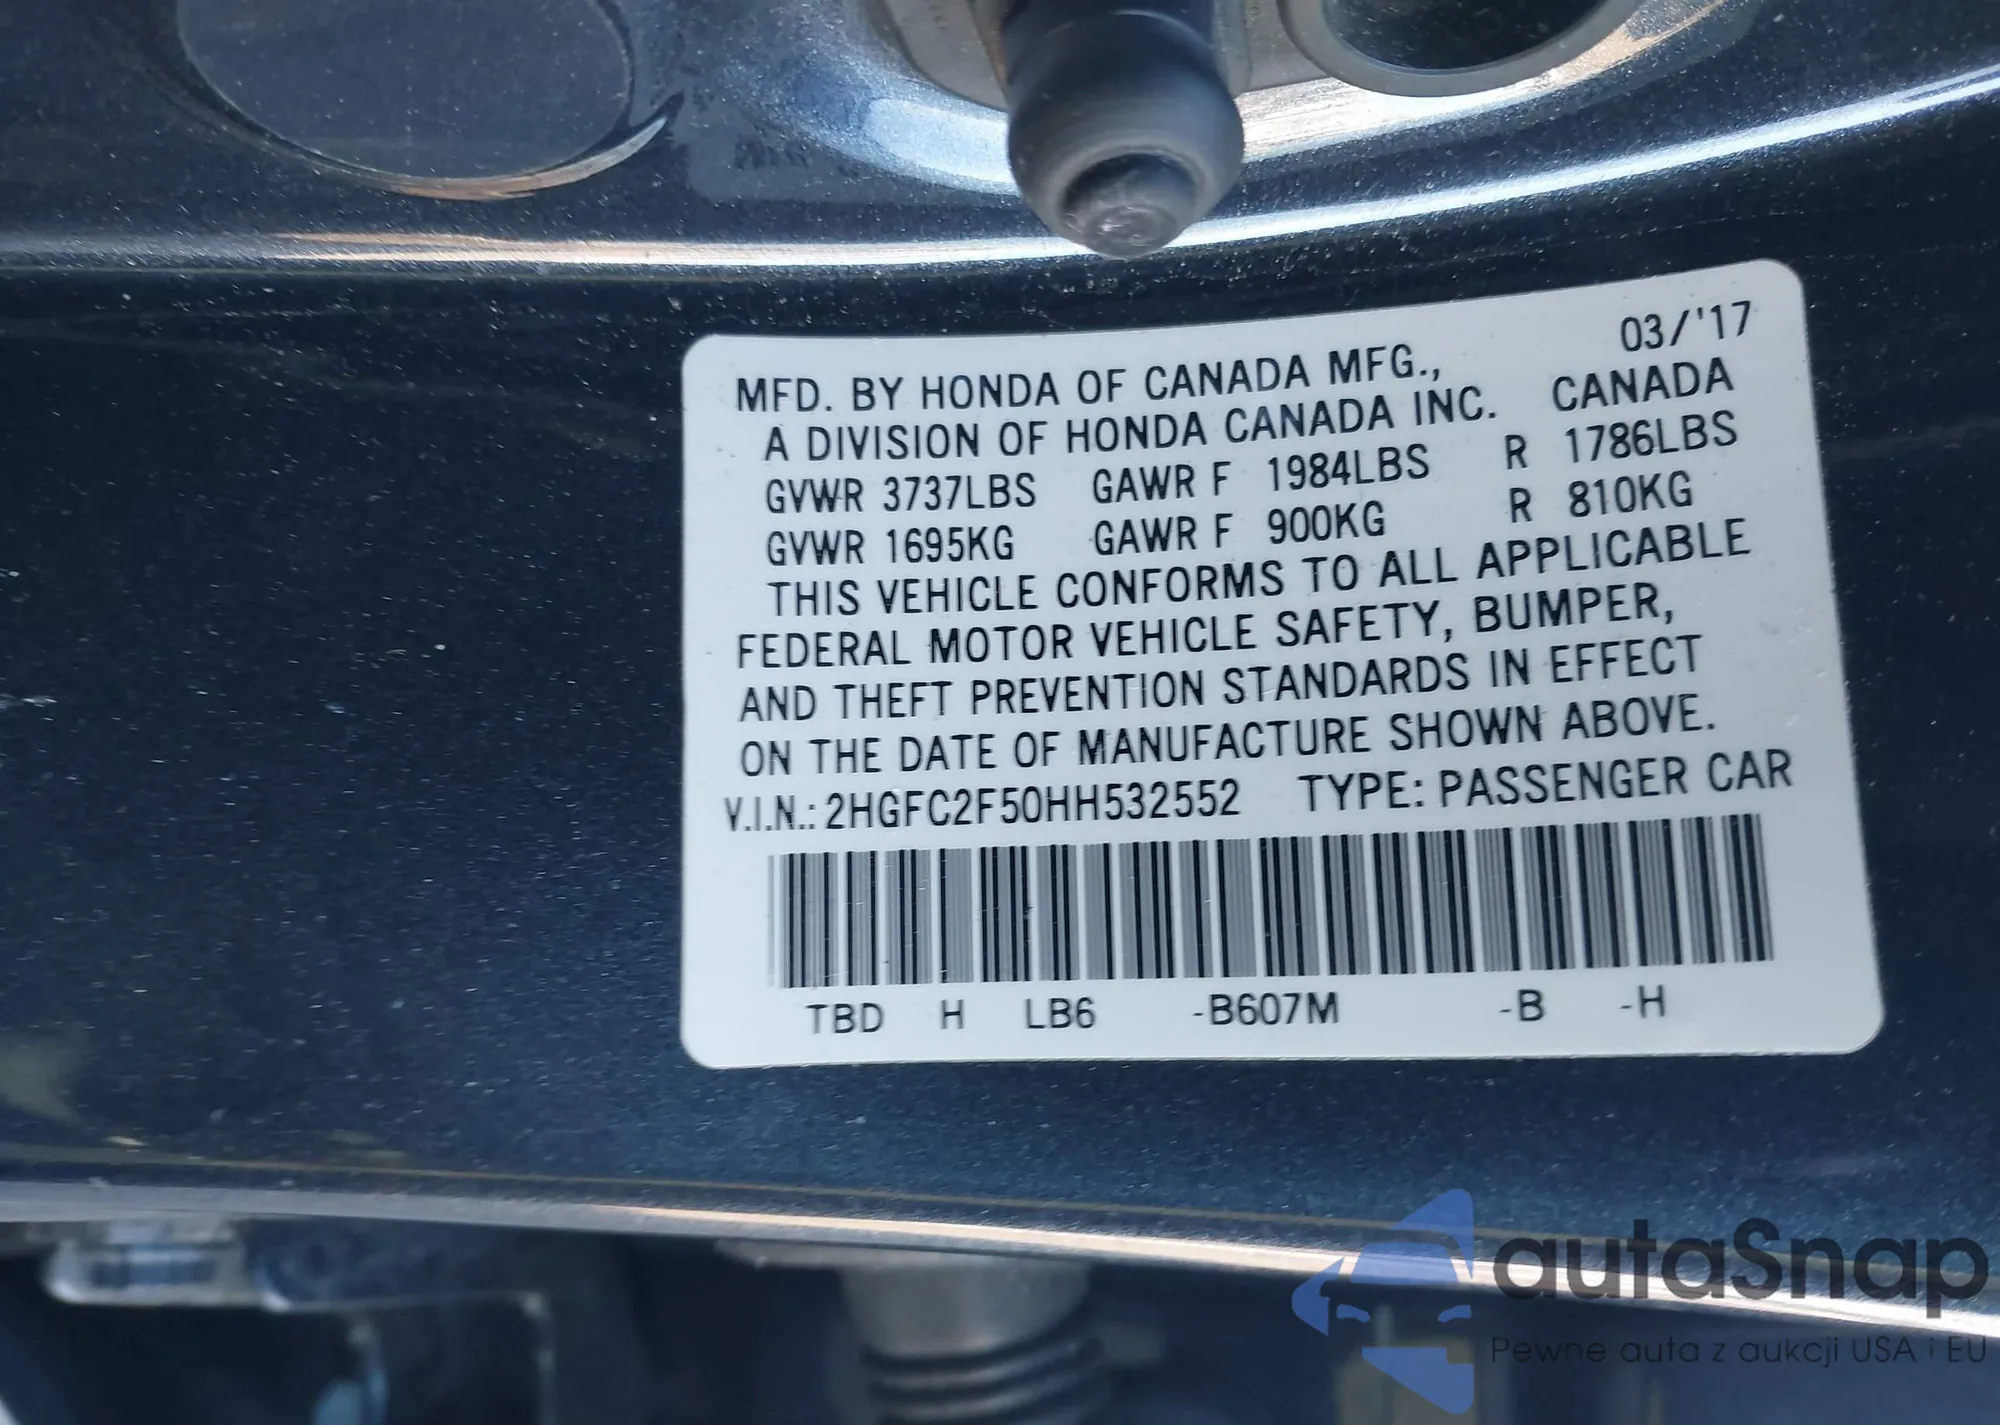 03/'17
MFD. BY HONDA OF CANADA MFG.,
A DIVISION OF HONDA CANADA INC. CANADA
GVWR 3737LBS GAWR F 1984LBS R 1786LBS
GVWR 1695KG GAWR F 900KG R 810KG
THIS VEHICLE CONFORMS TO ALL APPLICABLE
FEDERAL MOTOR VEHICLE SAFETY, BUMPER,
AND THEFT PREVENTION STANDARDS IN EFFECT
ON THE DATE OF MANUFACTURE SHOWN ABOVE.
V.I.N.: 2HGFC2F50HH532552 TYPE: PASSENGER CAR
TBD H LB6 -B607M -B -H
autaSnap
Pewne auta z aukcji USA i EU